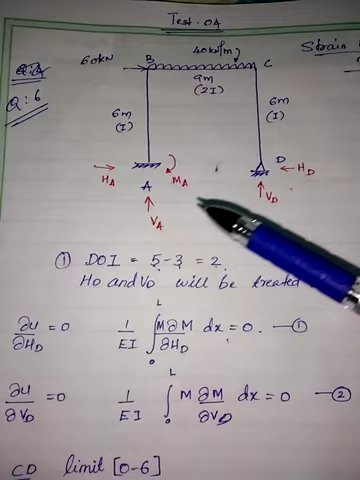 Test-04
Strain
Q:6
60kN
B
40kN/m
C
9m
(2I)
6m
(I)
6m
(I)
D
HD
HA
MA
A
VD
VA
① DOI = 5-3 = 2.
HD and VD will be treated
∂U/∂HD = 0 1/EI ∫₀ᴸ M∂M/∂HD dx = 0. —①
∂U/∂VD = 0 1/EI ∫₀ᴸ M ∂M/∂VD dx = 0 —②
CD limit [0-6]